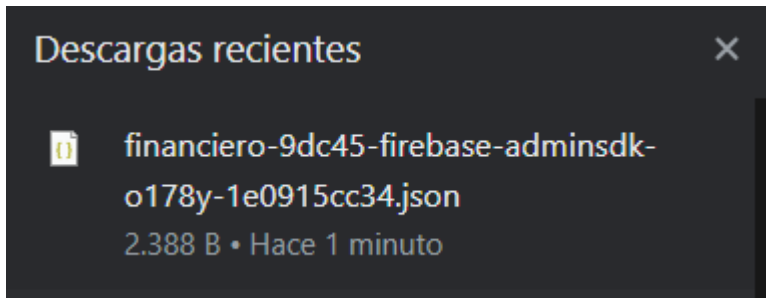 Descargas recientes
financiero-9dc45-firebase-adminsdk-
o178y-1e0915cc34.json
2.388 B • Hace 1 minuto